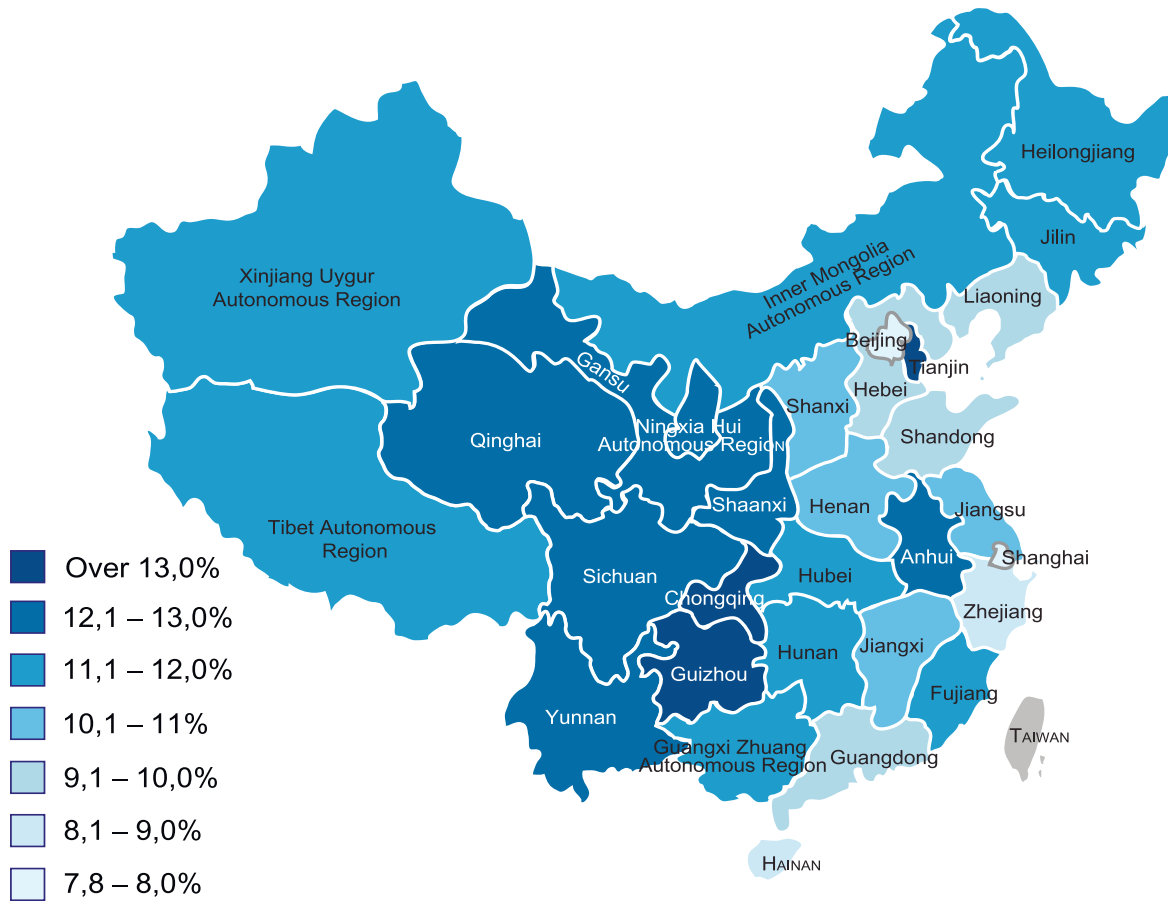 Heilongjiang
Jilin
Inner Mongolia
Autonomous Region
Xinjiang Uygur
Autonomous Region
Liaoning
Beijing
Tianjin
Gansu
Hebei
Shanxi
Ningxia Hui
Autonomous Region
Qinghai
Shandong
Shaanxi
Henan
Jiangsu
Tibet Autonomous
Region
Anhui
Shanghai
Sichuan
Hubei
Chongqing
Zhejiang
Hunan
Jiangxi
Guizhou
Fujiang
Yunnan
TAIWAN
Guangxi Zhuang
Autonomous Region
Guangdong
HAINAN
Over 13,0%
12,1 – 13,0%
11,1 – 12,0%
10,1 – 11%
9,1 – 10,0%
8,1 – 9,0%
7,8 – 8,0%